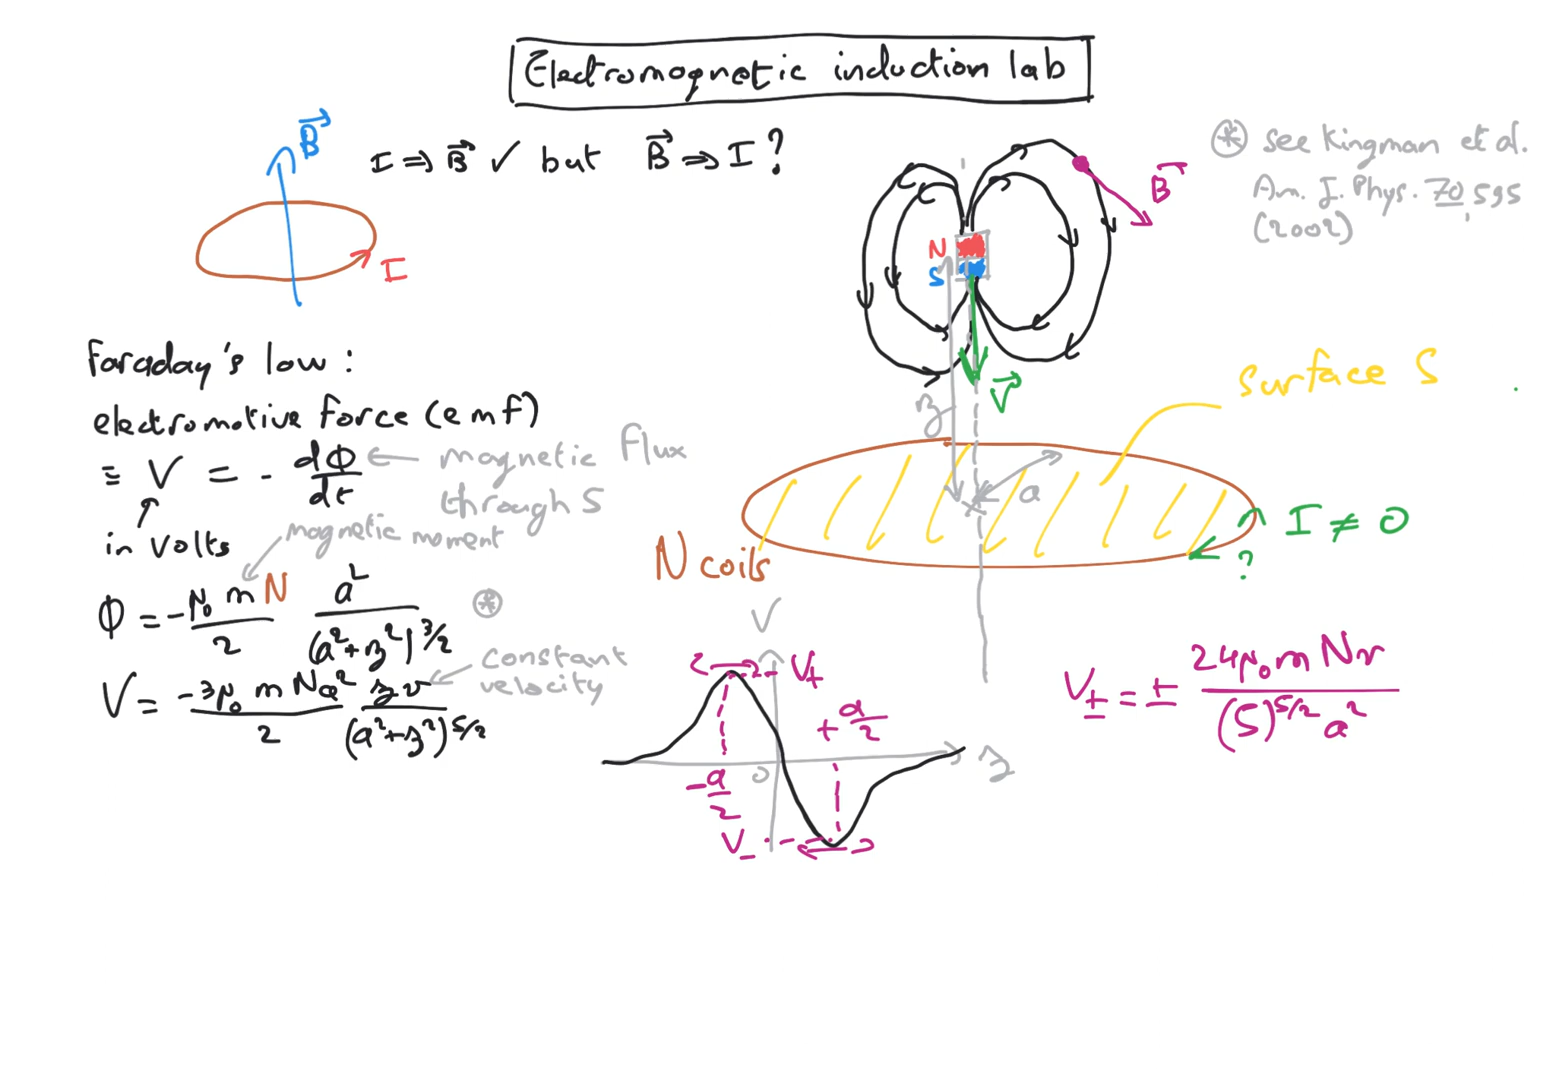 Electromagnetic induction lab
B⃗
I ⇒ B⃗ ✓ but B⃗ ⇒ I ?
I
⊛ see Kingman et al.
Am. J. Phys. 70, 595
(2002)
B⃗
N
S
V⃗
z
a
Surface S
I ≠ 0
?
N coils
Faraday's law :
electromotive force (emf)
≡ V = - dΦ/dt ← magnetic flux
through S
in volts
magnetic moment
Φ = - μ₀ m N / 2 a² / (a²+z²)^3/2 ⊛
V = -3μ₀ m N a² / 2 z v / (a²+z²)^5/2
constant
velocity
V
V₊
+ a/2
0
z
- a/2
V₋
V± = ± 24μ₀ m N v / (5)^5/2 a²